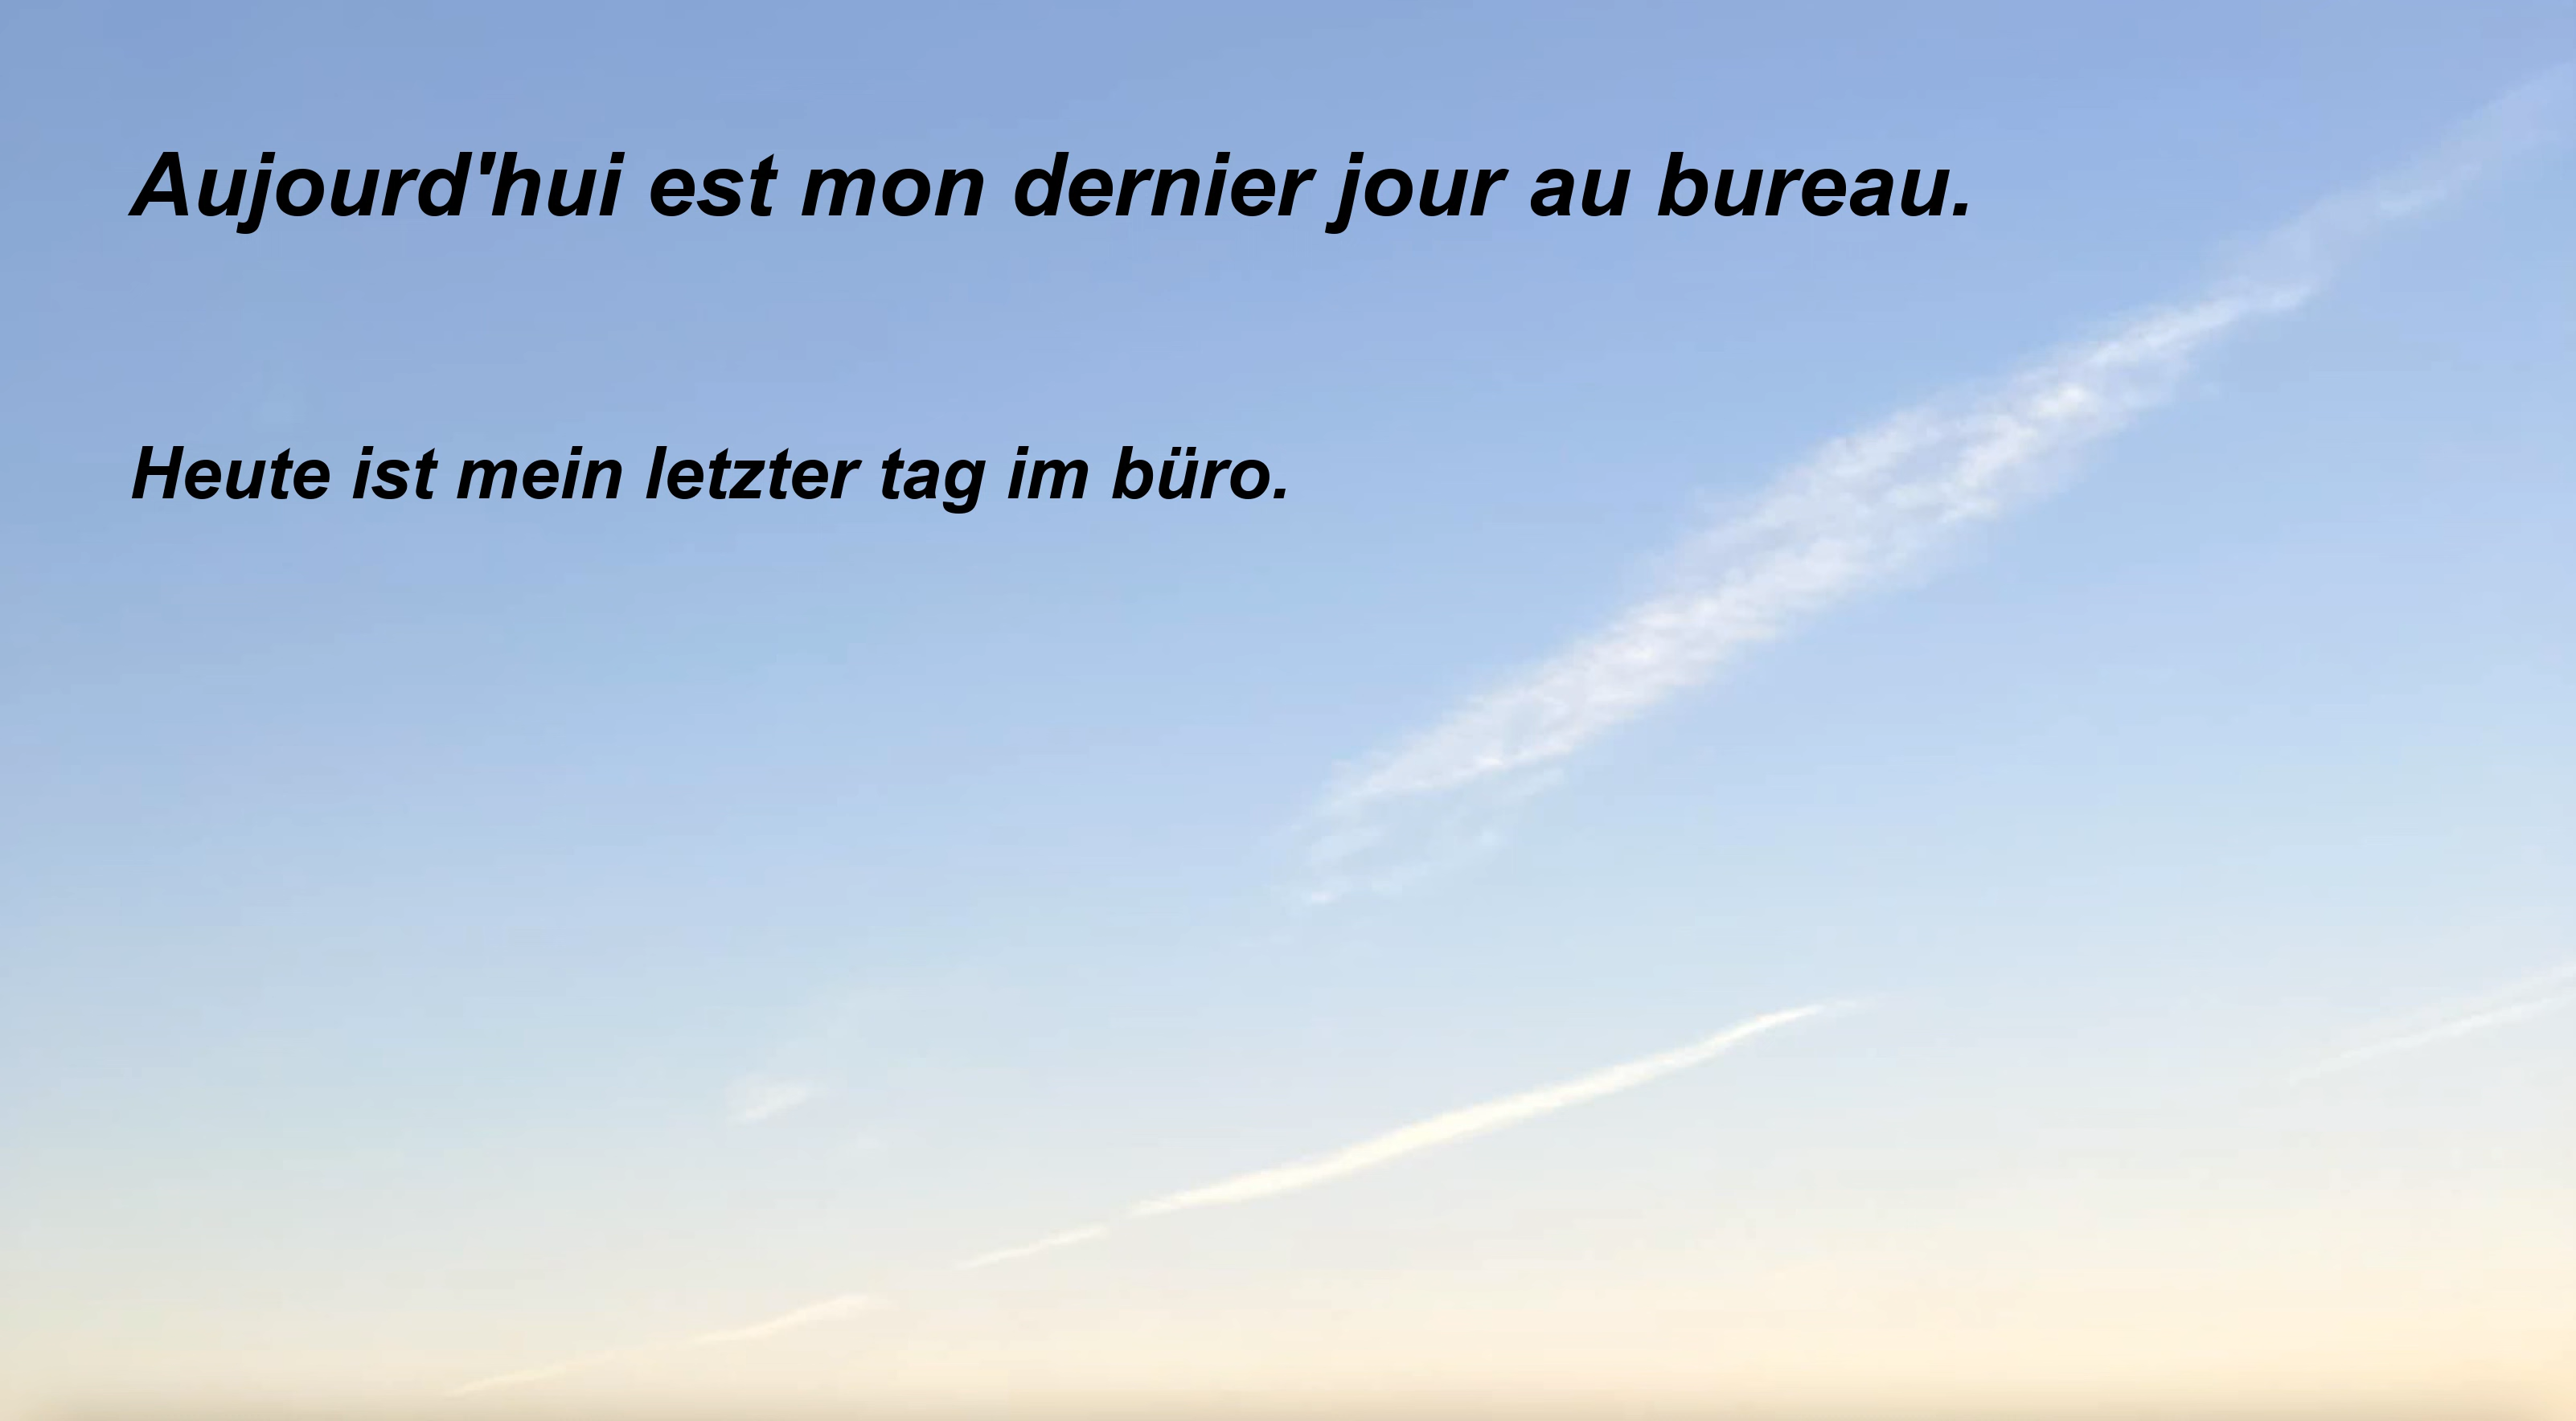 Aujourd'hui est mon dernier jour au bureau.
Heute ist mein letzter tag im büro.